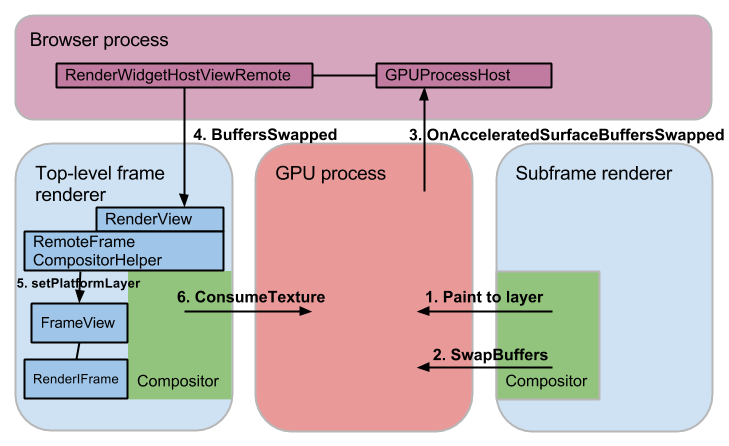 Browser process
RenderWidgetHostViewRemote
GPUProcessHost
4. BuffersSwapped
3. OnAcceleratedSurfaceBuffersSwapped
Top-level frame
renderer
GPU process
Subframe renderer
RenderView
RemoteFrame
CompositorHelper
5. setPlatformLayer
6. ConsumeTexture
1. Paint to layer
FrameView
2. SwapBuffers
RenderIFrame
Compositor
Compositor